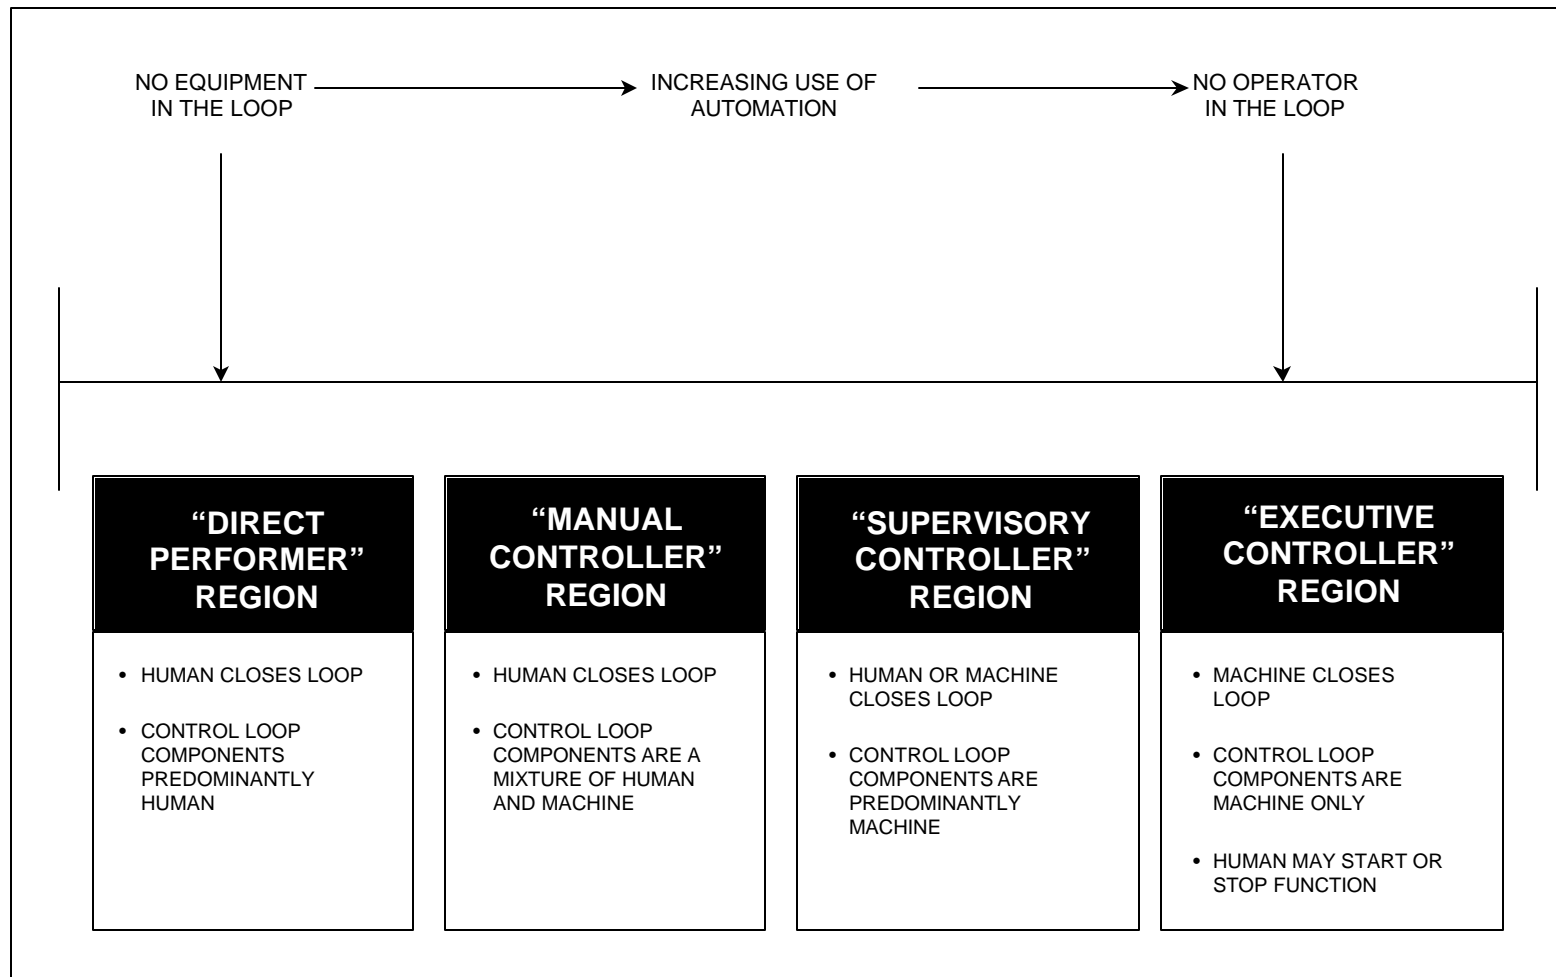 NO EQUIPMENT
IN THE LOOP
INCREASING USE OF
AUTOMATION
NO OPERATOR
IN THE LOOP
“DIRECT
PERFORMER”
REGION
• HUMAN CLOSES LOOP
• CONTROL LOOP
COMPONENTS
PREDOMINANTLY
HUMAN
“MANUAL
CONTROLLER”
REGION
• HUMAN CLOSES LOOP
• CONTROL LOOP
COMPONENTS ARE A
MIXTURE OF HUMAN
AND MACHINE
“SUPERVISORY
CONTROLLER”
REGION
• HUMAN OR MACHINE
CLOSES LOOP
• CONTROL LOOP
COMPONENTS ARE
PREDOMINANTLY
MACHINE
“EXECUTIVE
CONTROLLER”
REGION
• MACHINE CLOSES
LOOP
• CONTROL LOOP
COMPONENTS ARE
MACHINE ONLY
• HUMAN MAY START OR
STOP FUNCTION